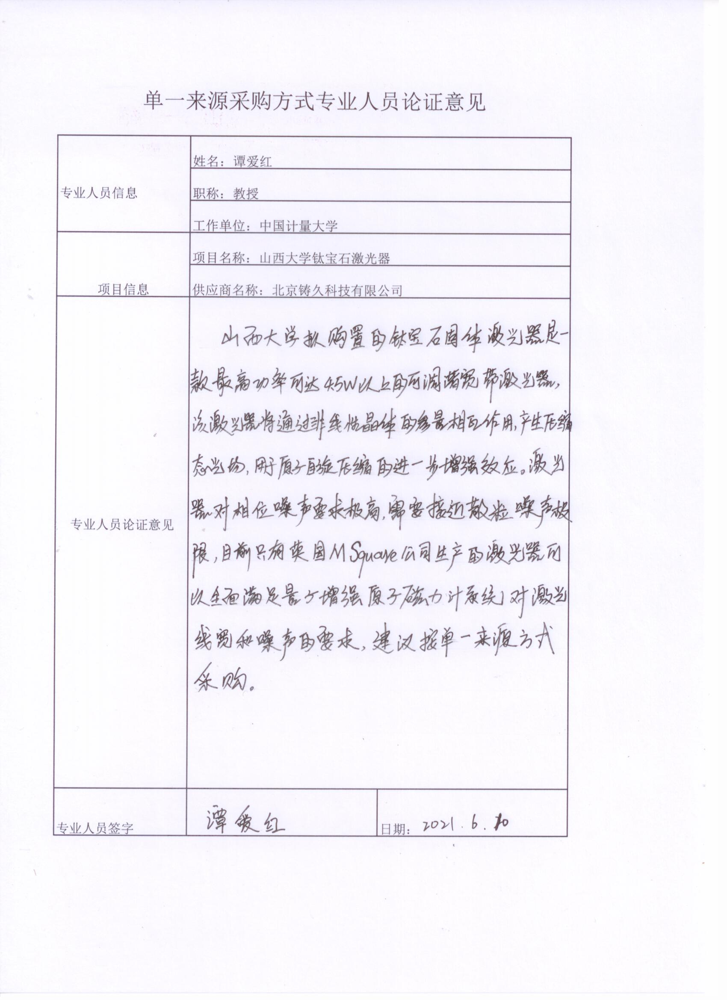 单一来源采购方式专业人员论证意见
专业人员信息
姓名：谭爱红
职称：教授
工作单位：中国计量大学
项目信息
项目名称：山西大学钛宝石激光器
供应商名称：北京铸久科技有限公司
专业人员论证意见
山西大学拟购置的钛宝石固体激光器是一
款最高功率可达4.5W以上的可调谐宽带激光器，
该激光器将通过非线性晶体的参量相互作用，产生压缩
态光场，用于原子自旋压缩的进一步增强效应。激光
器对相位噪声要求极高，需要接近散粒噪声极
限，目前只有英国M Square公司生产的激光器可
以全面满足量子增强原子磁力计系统对激光
线宽和噪声的要求，建议按单一来源方式
采购。
专业人员签字
谭爱红
日期：2021.6.10